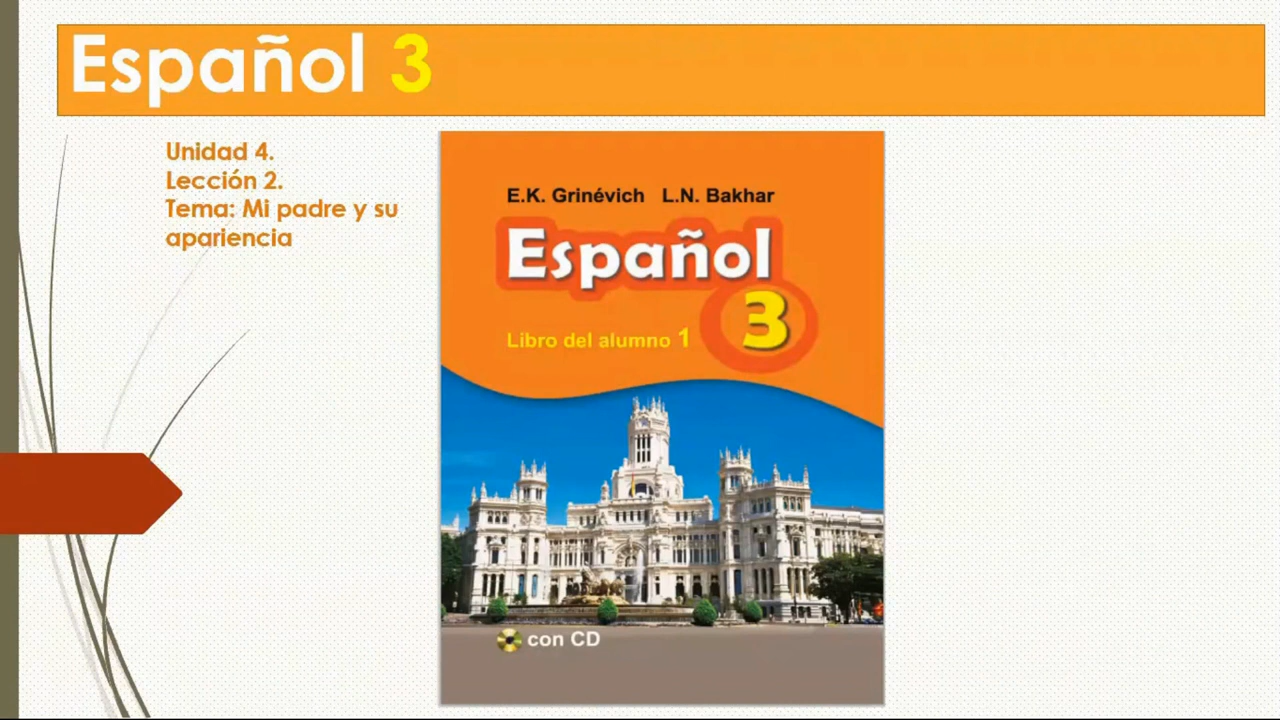 Español 3
Unidad 4.
Lección 2.
Tema: Mi padre y su
apariencia
E.K. Grinévich L.N. Bakhar
Español
3
Libro del alumno 1
con CD